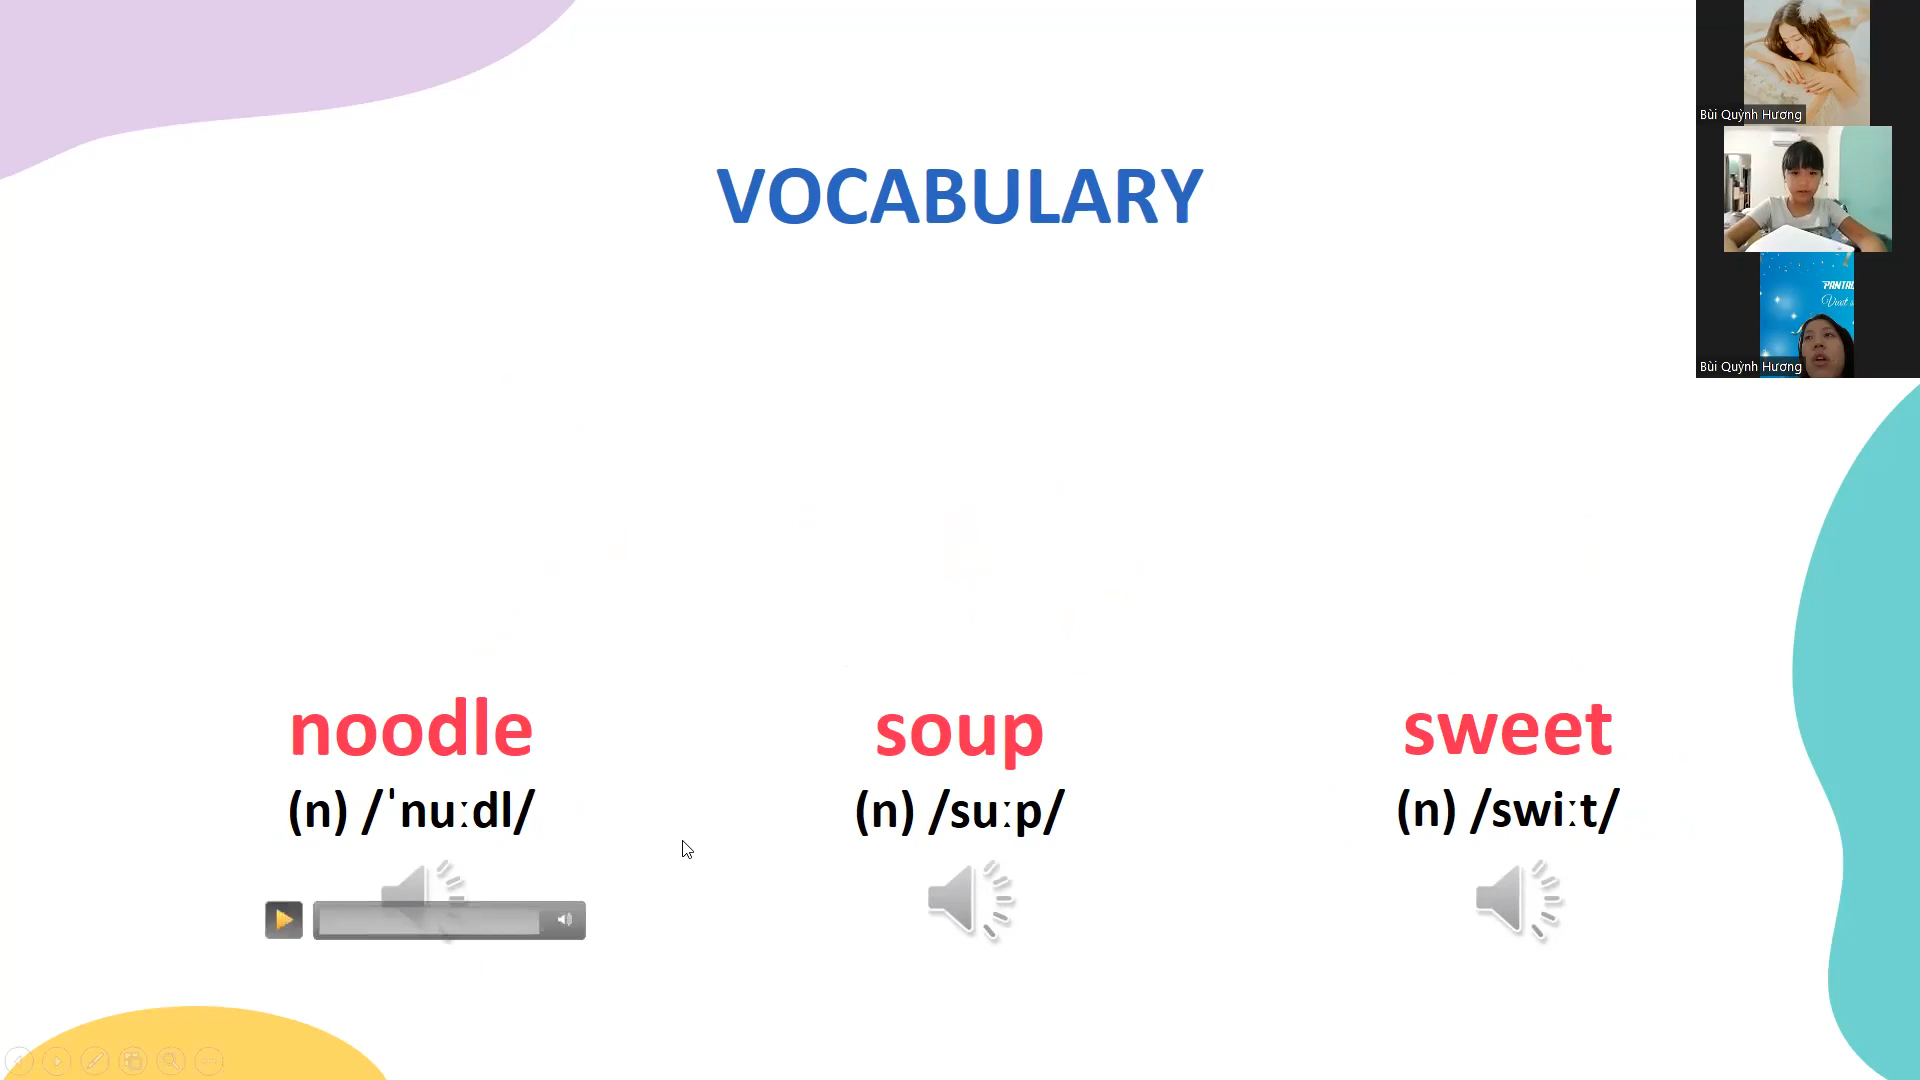 VOCABULARY
noodle
(n) /ˈnuːdl/
soup
(n) /suːp/
sweet
(n) /swiːt/
Bùi Quỳnh Hương
Bùi Quỳnh Hương